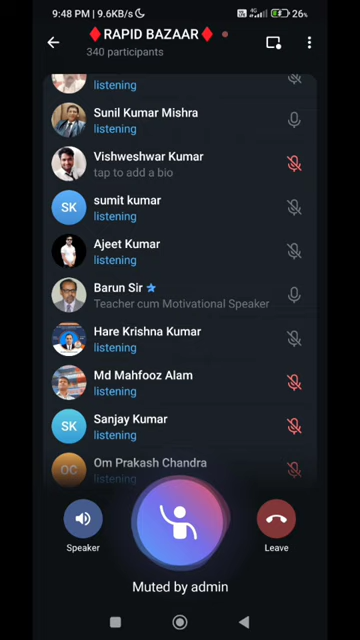 9:48 PM | 9.6KB/s
4G
26%
♦RAPID BAZAAR♦
340 participants
listening
Sunil Kumar Mishra
listening
Vishweshwar Kumar
tap to add a bio
SK
sumit kumar
listening
Ajeet Kumar
listening
Barun Sir
Teacher cum Motivational Speaker
Hare Krishna Kumar
listening
Md Mahfooz Alam
listening
SK
Sanjay Kumar
listening
OC
Om Prakash Chandra
listening
Speaker
Leave
Muted by admin